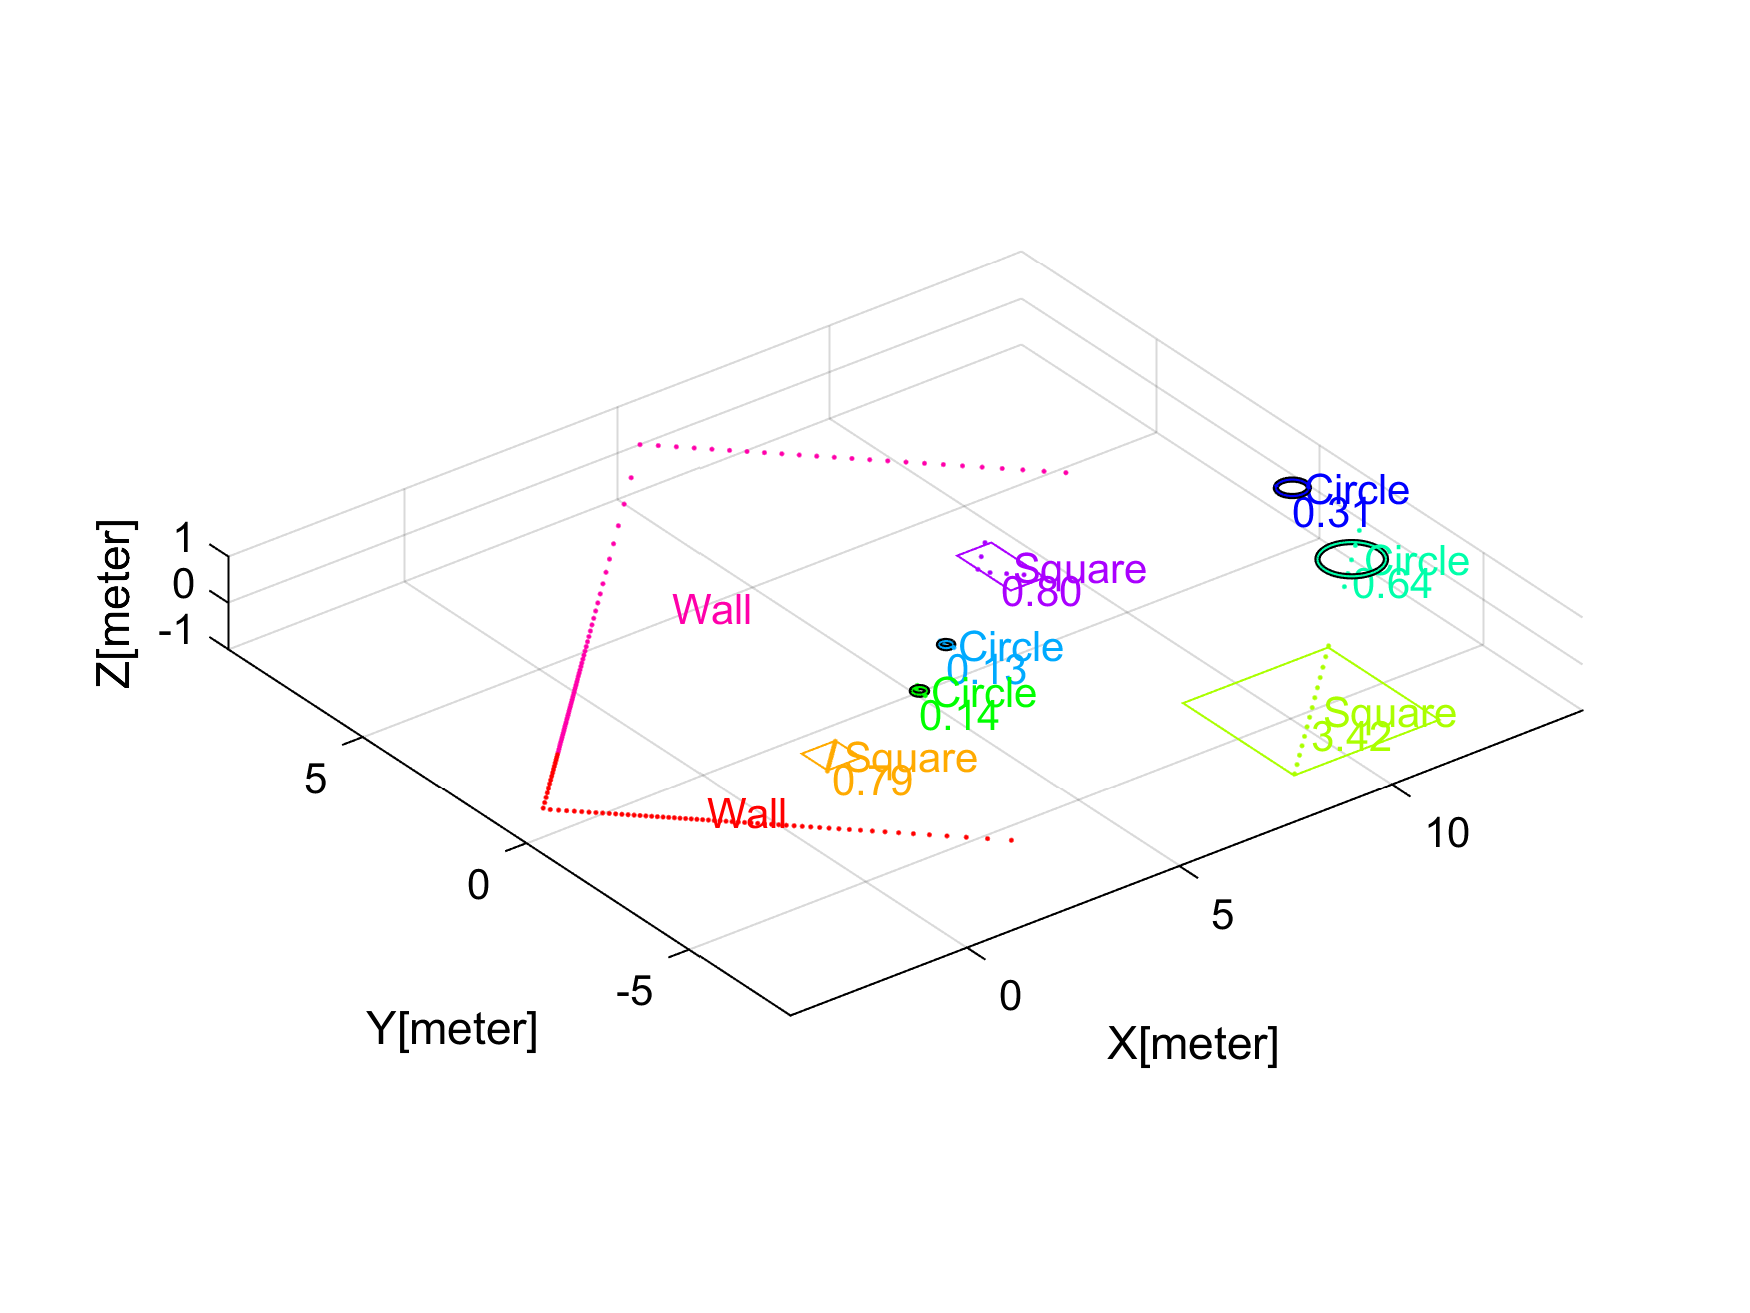 Circle
0.31
1
0
-1
Z[meter]
Circle
0.64
Square
0.80
Wall
Circle
0.13
Circle
0.14
Square
3.42
Square
0.79
Wall
5
0
-5
Y[meter]
10
5
0
X[meter]